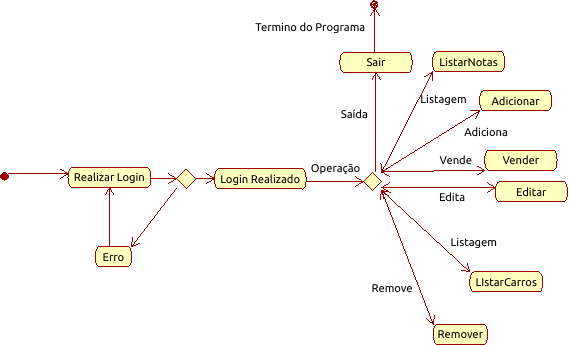 Termino do Programa
Sair
ListarNotas
Listagem
Adicionar
Saída
Adiciona
Vende
Vender
Operação
Realizar Login
Login Realizado
Editar
Edita
Listagem
Erro
LIstarCarros
Remove
Remover